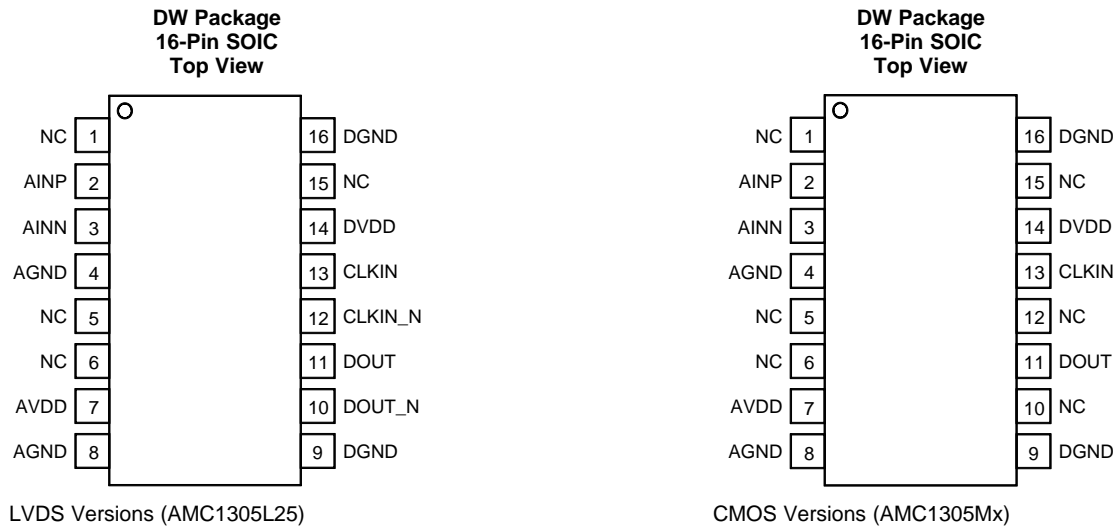 DW Package
16-Pin SOIC
Top View
NC 1 16 DGND
AINP 2 15 NC
AINN 3 14 DVDD
AGND 4 13 CLKIN
NC 5 12 CLKIN_N
NC 6 11 DOUT
AVDD 7 10 DOUT_N
AGND 8 9 DGND
LVDS Versions (AMC1305L25)
DW Package
16-Pin SOIC
Top View
NC 1 16 DGND
AINP 2 15 NC
AINN 3 14 DVDD
AGND 4 13 CLKIN
NC 5 12 NC
NC 6 11 DOUT
AVDD 7 10 NC
AGND 8 9 DGND
CMOS Versions (AMC1305Mx)